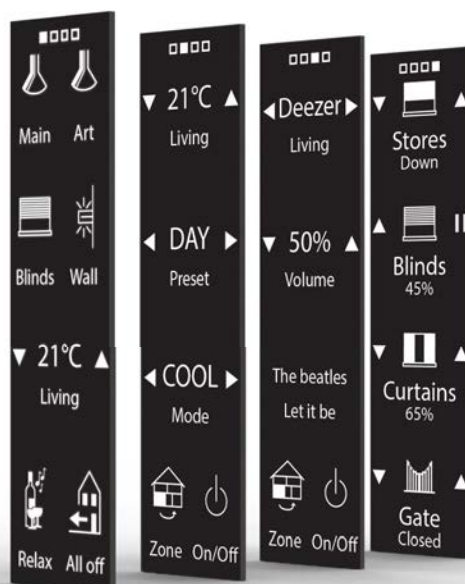 Main Art
Blinds Wall
21°C
Living
Relax All off
21°C
Living
DAY
Preset
COOL
Mode
Zone On/Off
Deezer
Living
50%
Volume
The beatles
Let it be
Zone On/Off
Stores
Down
Blinds
45%
Curtains
65%
Gate
Closed